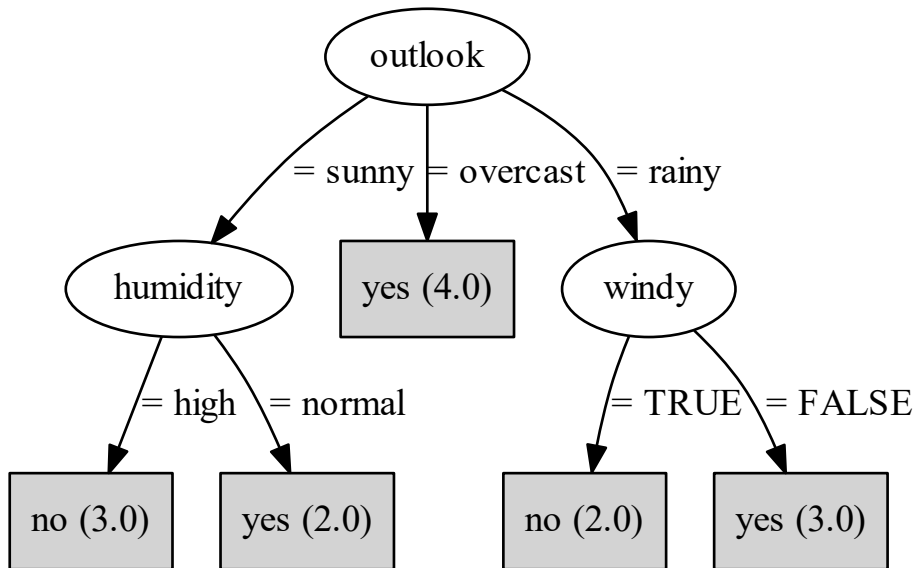 outlook
= sunny
= overcast
= rainy
humidity
yes (4.0)
windy
= high
= normal
= TRUE
= FALSE
no (3.0)
yes (2.0)
no (2.0)
yes (3.0)